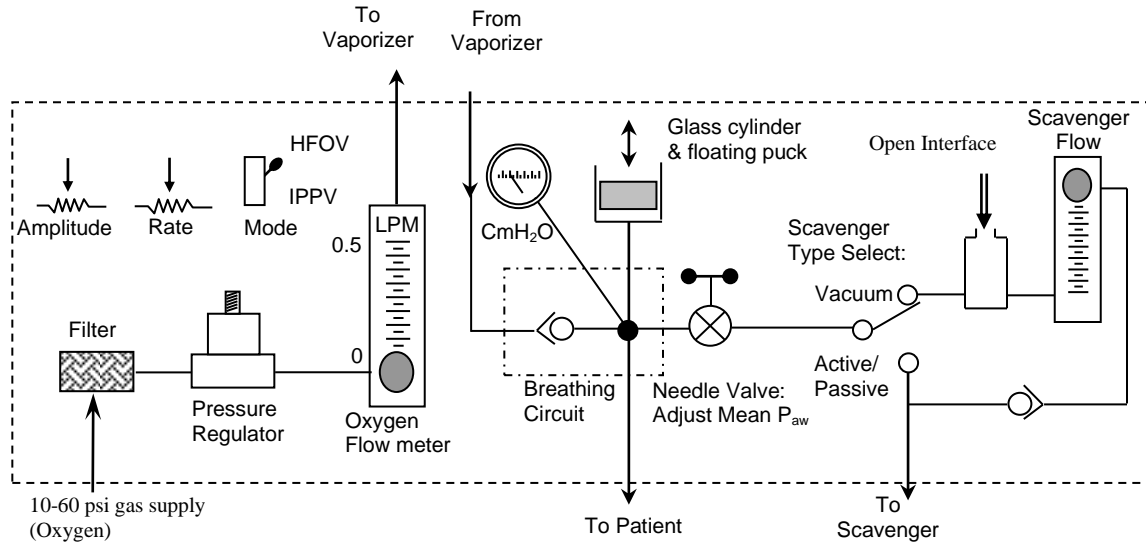 To
Vaporizer
From
Vaporizer
HFOV
IPPV
Amplitude
Rate
Mode
LPM
0.5
0
Filter
Pressure
Regulator
Oxygen
Flow meter
10-60 psi gas supply
(Oxygen)
CmH2O
Glass cylinder
& floating puck
Breathing
Circuit
Needle Valve:
Adjust Mean Paw
To Patient
Open Interface
Scavenger
Flow
Scavenger
Type Select:
Vacuum
Active/
Passive
To
Scavenger